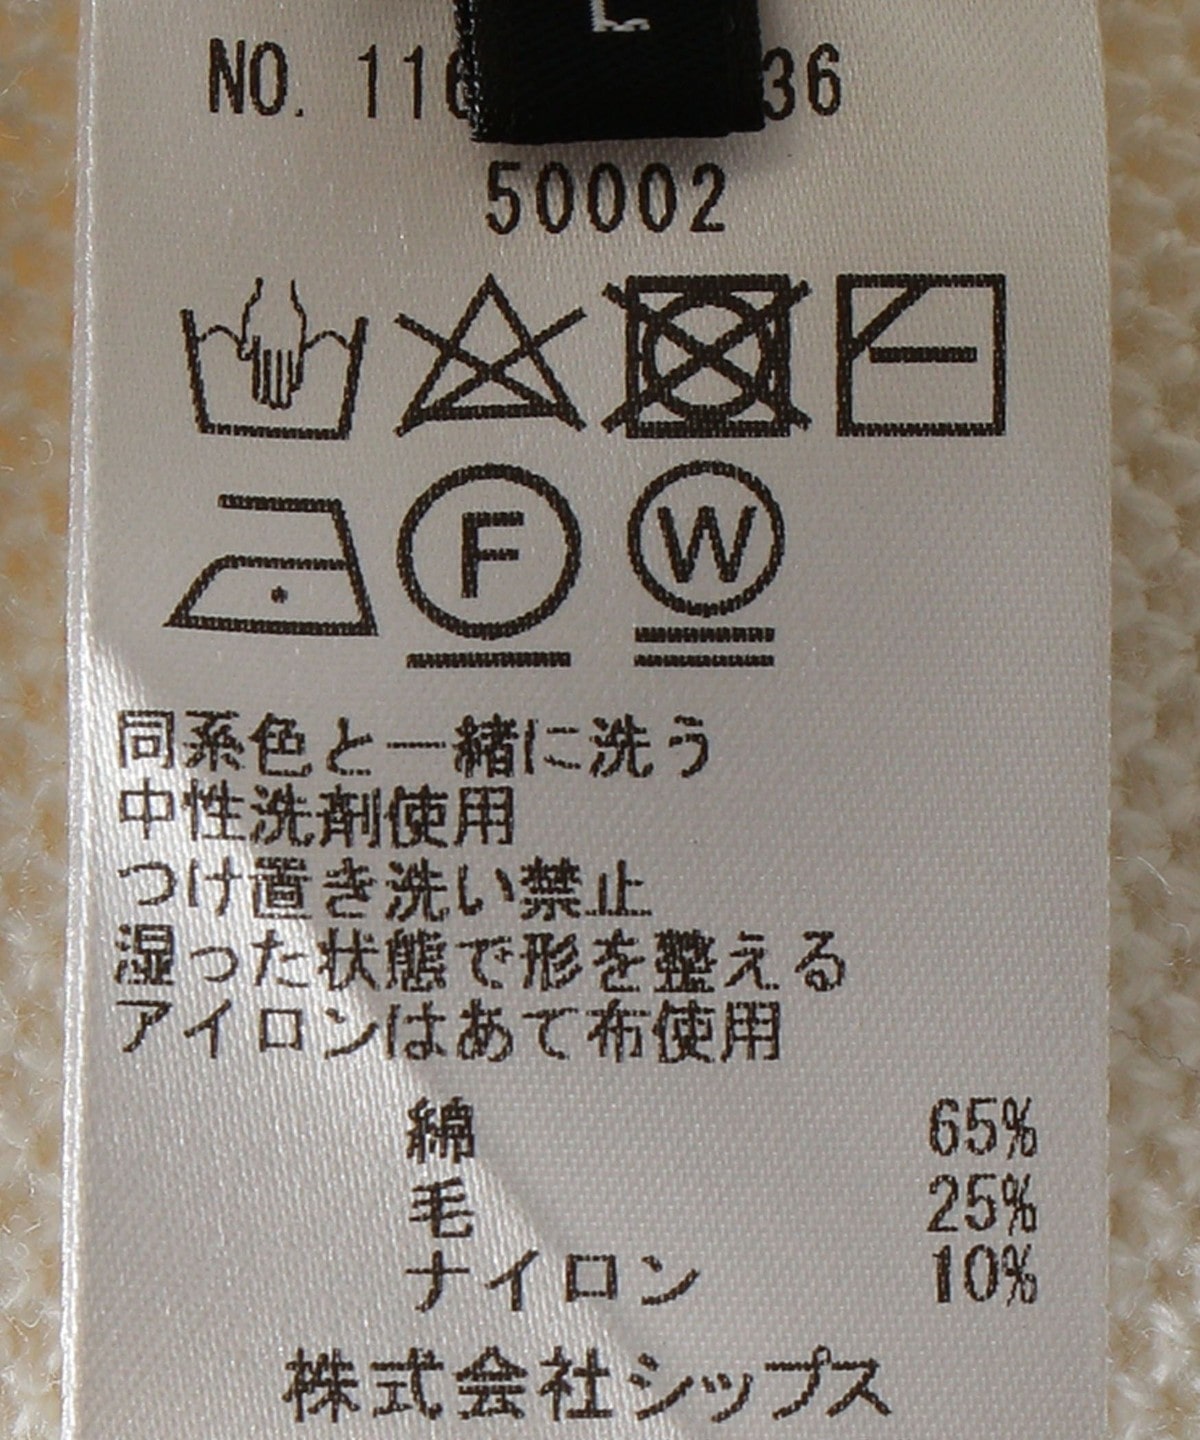 NO. 116 36
50002
F W
同系色と一緒に洗う
中性洗剤使用
つけ置き洗い禁止
湿った状態で形を整える
アイロンはあて布使用
綿 65%
毛 25%
ナイロン 10%
株式会社シップス